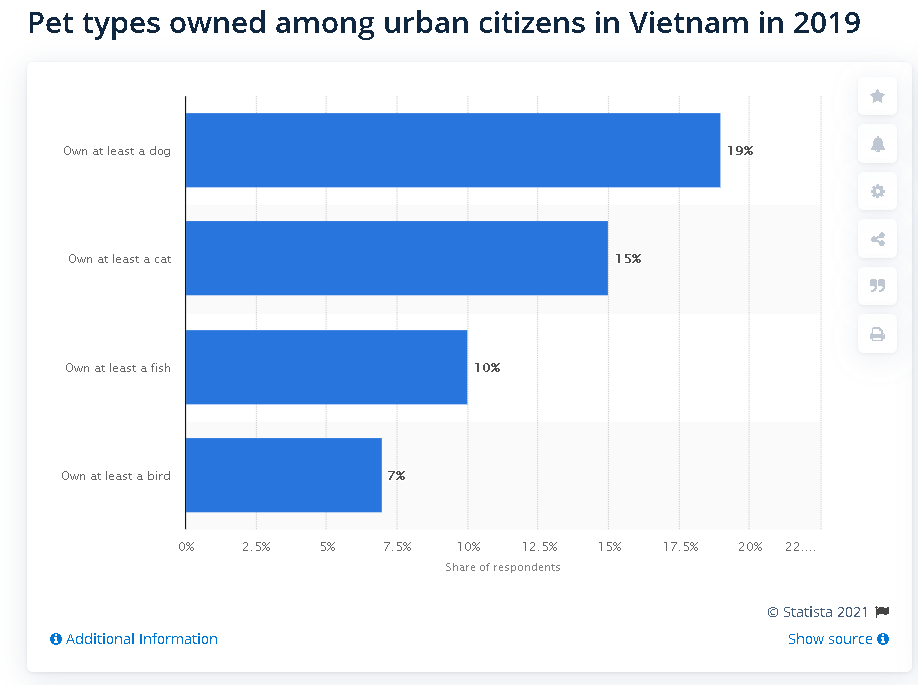 Pet types owned among urban citizens in Vietnam in 2019
Own at least a dog
19%
Own at least a cat
15%
Own at least a fish
10%
Own at least a bird
7%
0% 2.5% 5% 7.5% 10% 12.5% 15% 17.5% 20% 22....
Share of respondents
© Statista 2021
Additional Information
Show source